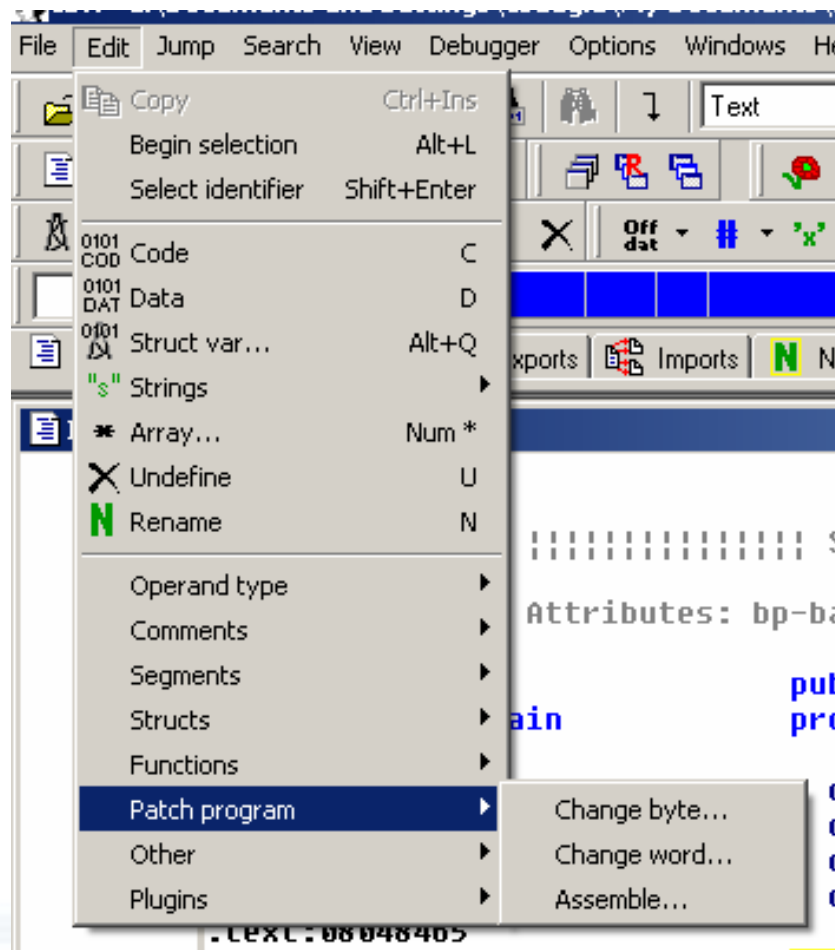 File Edit Jump Search View Debugger Options Windows
Copy Ctrl+Ins
Text
Begin selection Alt+L
Select identifier Shift+Enter
Off
dat
'x'
0101
COD Code C
0101
DAT Data D
0101
Struct var... Alt+Q
xports Imports N N
"s" Strings
Array... Num *
Undefine U
N Rename N
Operand type
Attributes: bp-ba
Comments
Segments
pub
Structs
ain pro
Functions
Patch program
Change byte...
Other
Change word...
Plugins
Assemble...
.text:08048465